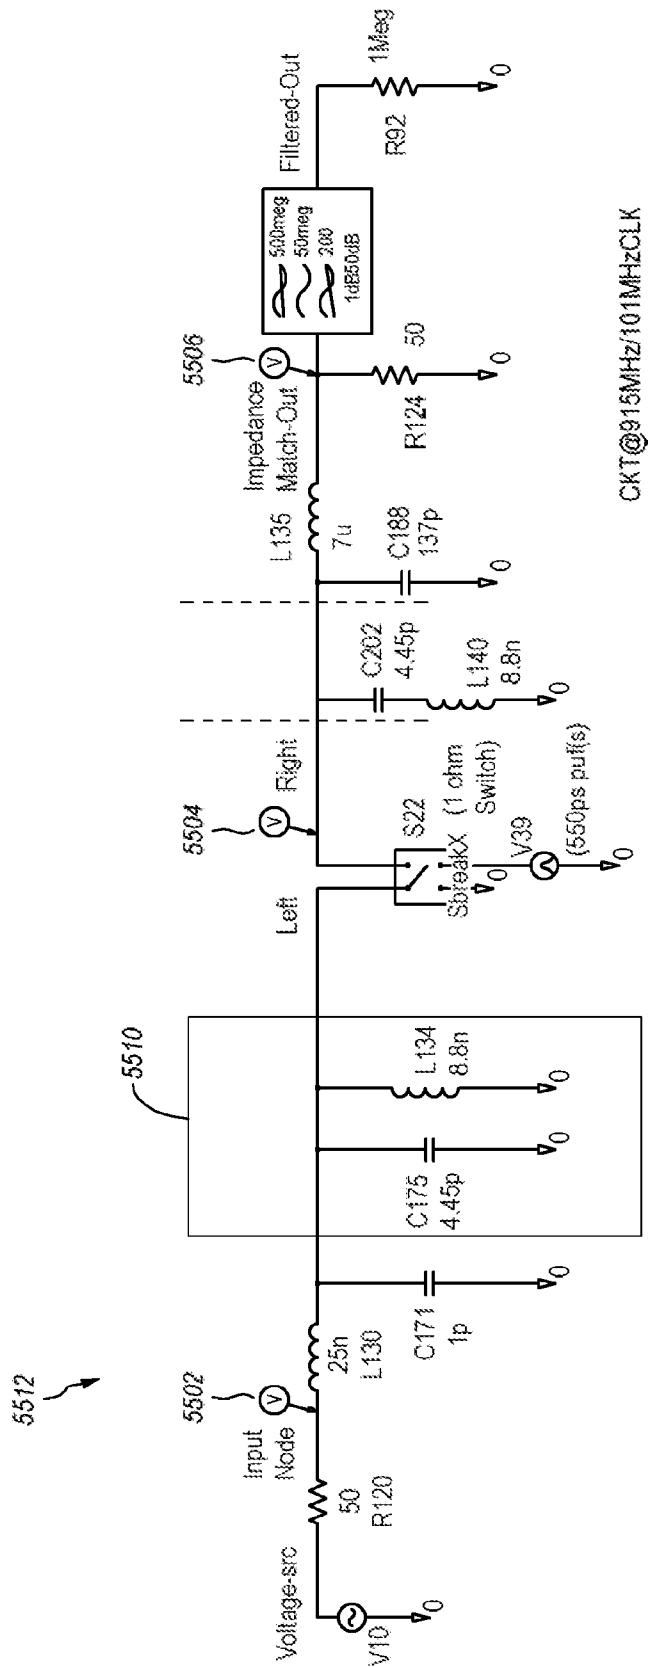 5512
Voltage-src
V10
0
50
R120
Input
Node
5502
V
25n
L130
C171
1p
0
5510
C175
4.45p
0
L134
8.8n
0
Left
Right
5504
V
S22
SbreakX
(1 ohm
Switch)
0
V39
(550ps pulf(s)
0
C202
4.45p
L140
8.8n
0
C188
137p
0
L135
7u
Impedance
Match-Out
5506
V
R124
50
0
500meg
50meg
200
1dB50dB
Filtered-Out
R92
1Meg
0
CKT@915MHz/101MHzCLK